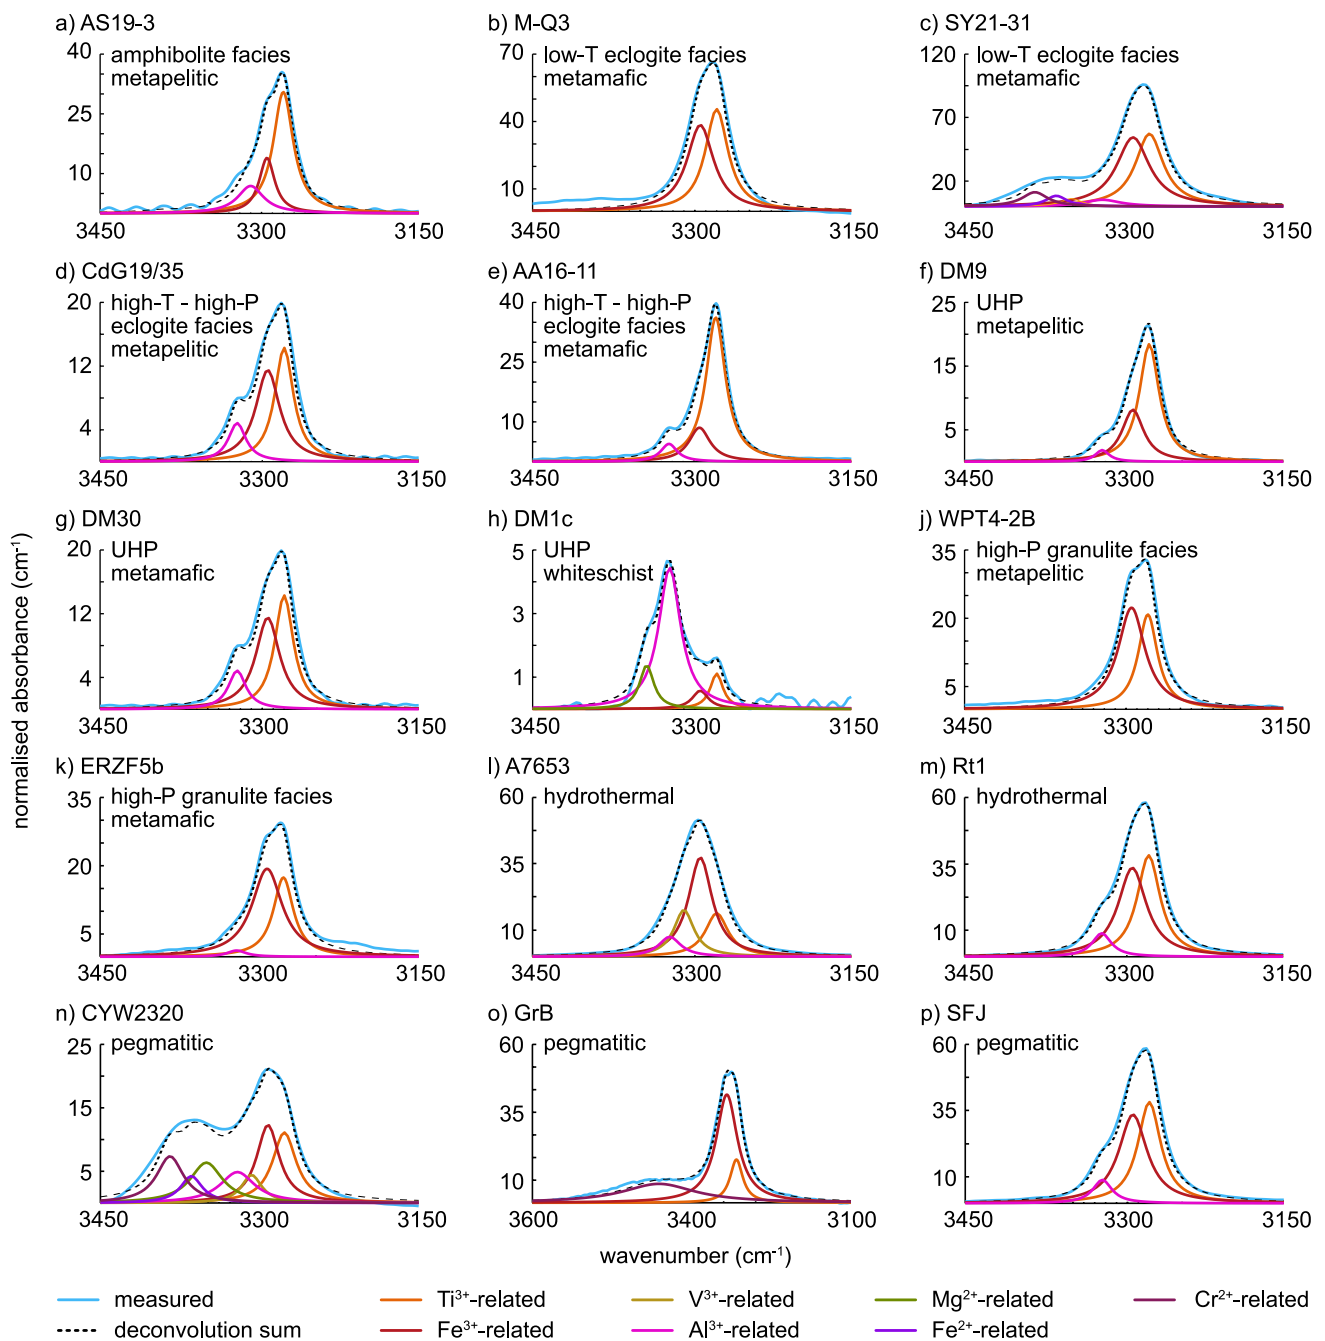 a) AS19-3
amphibolite facies
metapelitic
40
25
10
3450
3300
3150
b) M-Q3
low-T eclogite facies
metamafic
70
40
10
3450
3300
3150
c) SY21-31
low-T eclogite facies
metamafic
120
70
20
3450
3300
3150
d) CdG19/35
high-T - high-P
eclogite facies
metapelitic
20
12
4
3450
3300
3150
e) AA16-11
high-T - high-P
eclogite facies
metamafic
40
25
10
3450
3300
3150
f) DM9
UHP
metapelitic
25
15
5
3450
3300
3150
g) DM30
UHP
metamafic
20
12
4
3450
3300
3150
h) DM1c
UHP
whiteschist
5
4
3
2
1
3450
3300
3150
j) WPT4-2B
high-P granulite facies
metapelitic
35
20
5
3450
3300
3150
k) ERZF5b
high-P granulite facies
metamafic
35
20
5
3450
3300
3150
l) A7653
hydrothermal
60
35
10
3450
3300
3150
m) Rt1
hydrothermal
60
35
10
3450
3300
3150
n) CYW2320
pegmatitic
25
15
5
3450
3300
3150
o) GrB
pegmatitic
60
35
10
3600
3400
3100
p) SFJ
pegmatitic
60
35
10
3450
3300
3150
normalised absorbance (cm⁻¹)
wavenumber (cm⁻¹)
measured
deconvolution sum
Ti³⁺-related
Fe³⁺-related
V³⁺-related
Al³⁺-related
Mg²⁺-related
Fe²⁺-related
Cr²⁺-related